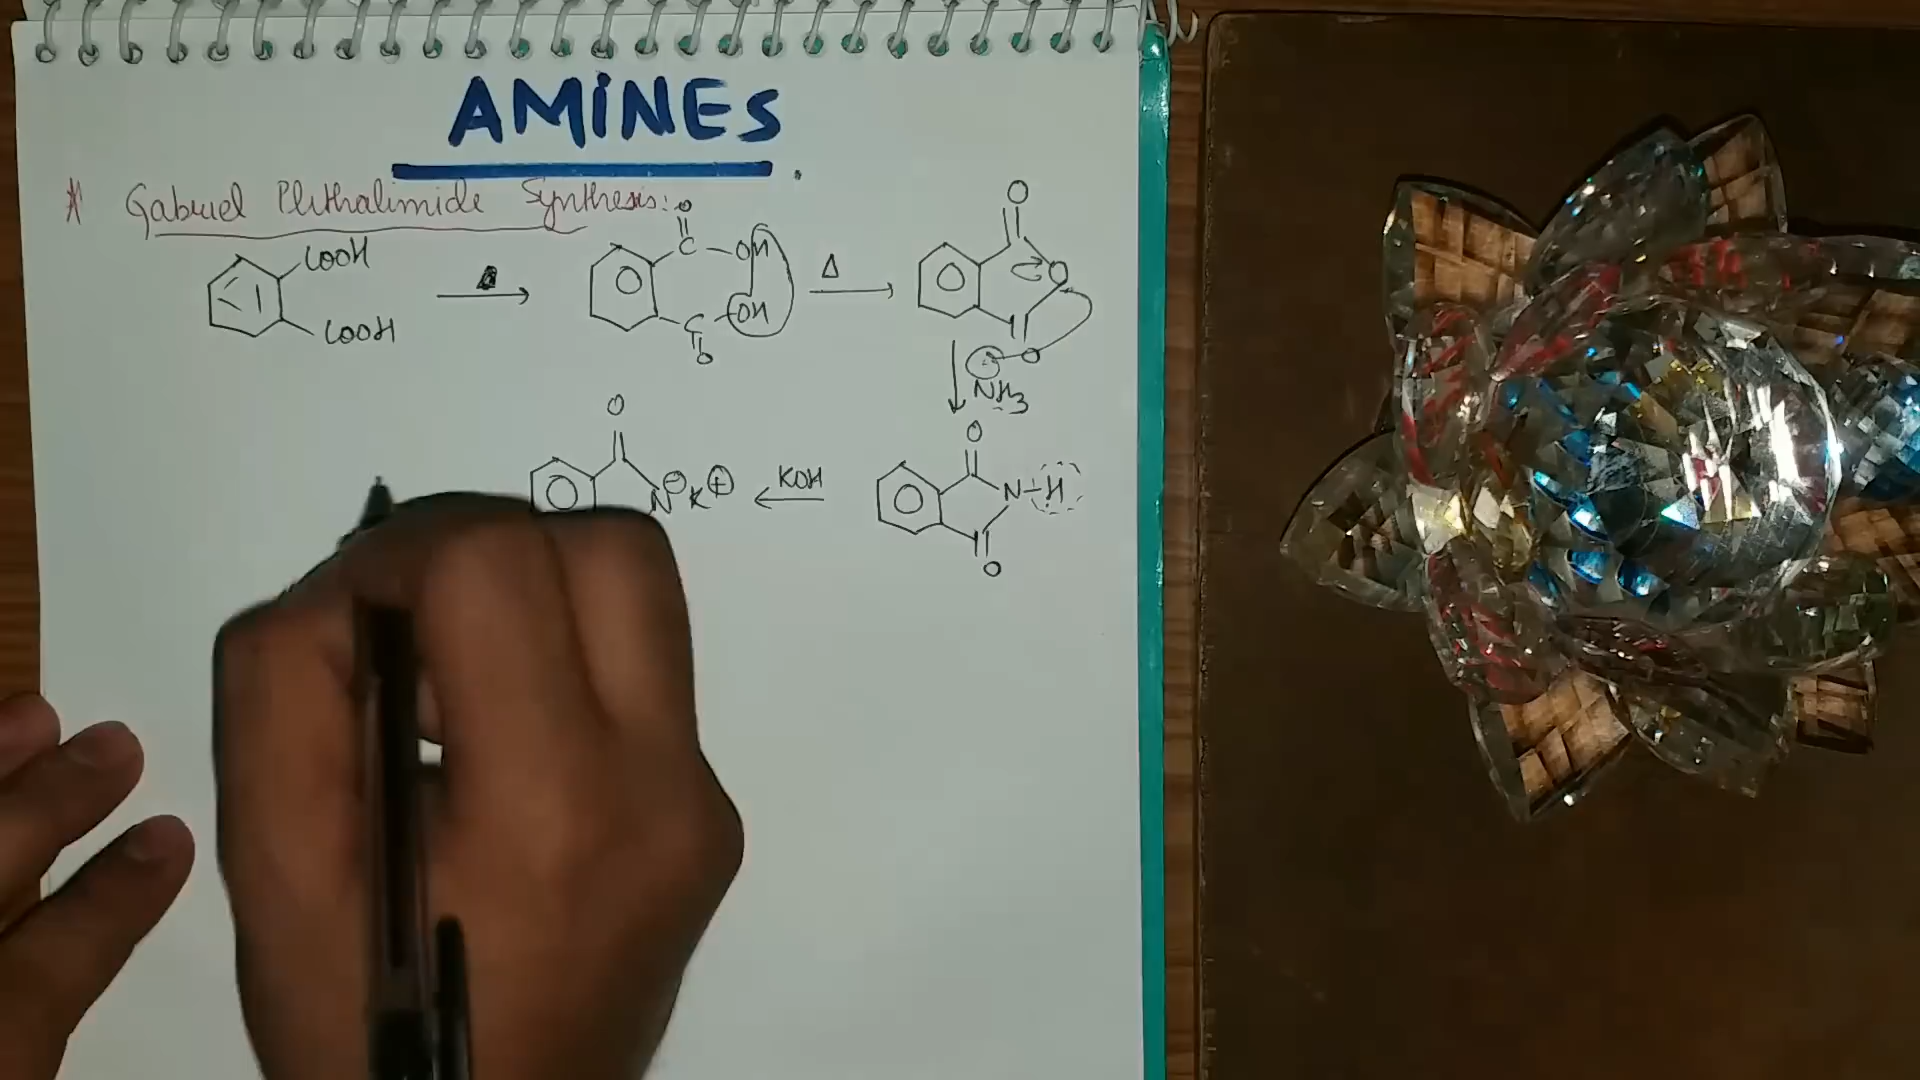 AMINES
* Gabriel Phthalimide Synthesis:
COOH
COOH
Δ
O
C - OH
C - OH
O
Δ
O
O
O
NH3
O
N-H
O
KOH
O
N⊖ K⊕